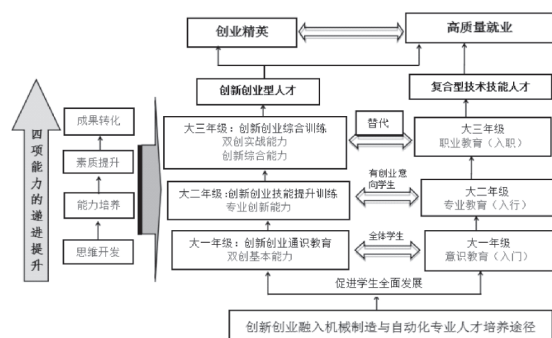 创业精英
高质量就业
创新创业型人才
复合型技术技能人才
四项能力的递进提升
成果转化
素质提升
能力培养
思维开发
大三年级：创新创业综合训练
双创实战能力
创新综合能力
替代
大三年级
职业教育（入职）
大二年级:创新创业技能提升训练
专业创新能力
有创业意
向学生
大二年级
专业教育（入行）
大一年级：创新创业通识教育
双创基本能力
全体学生
大一年级
意识教育（入门）
促进学生全面发展
创新创业融入机械制造与自动化专业人才培养途径